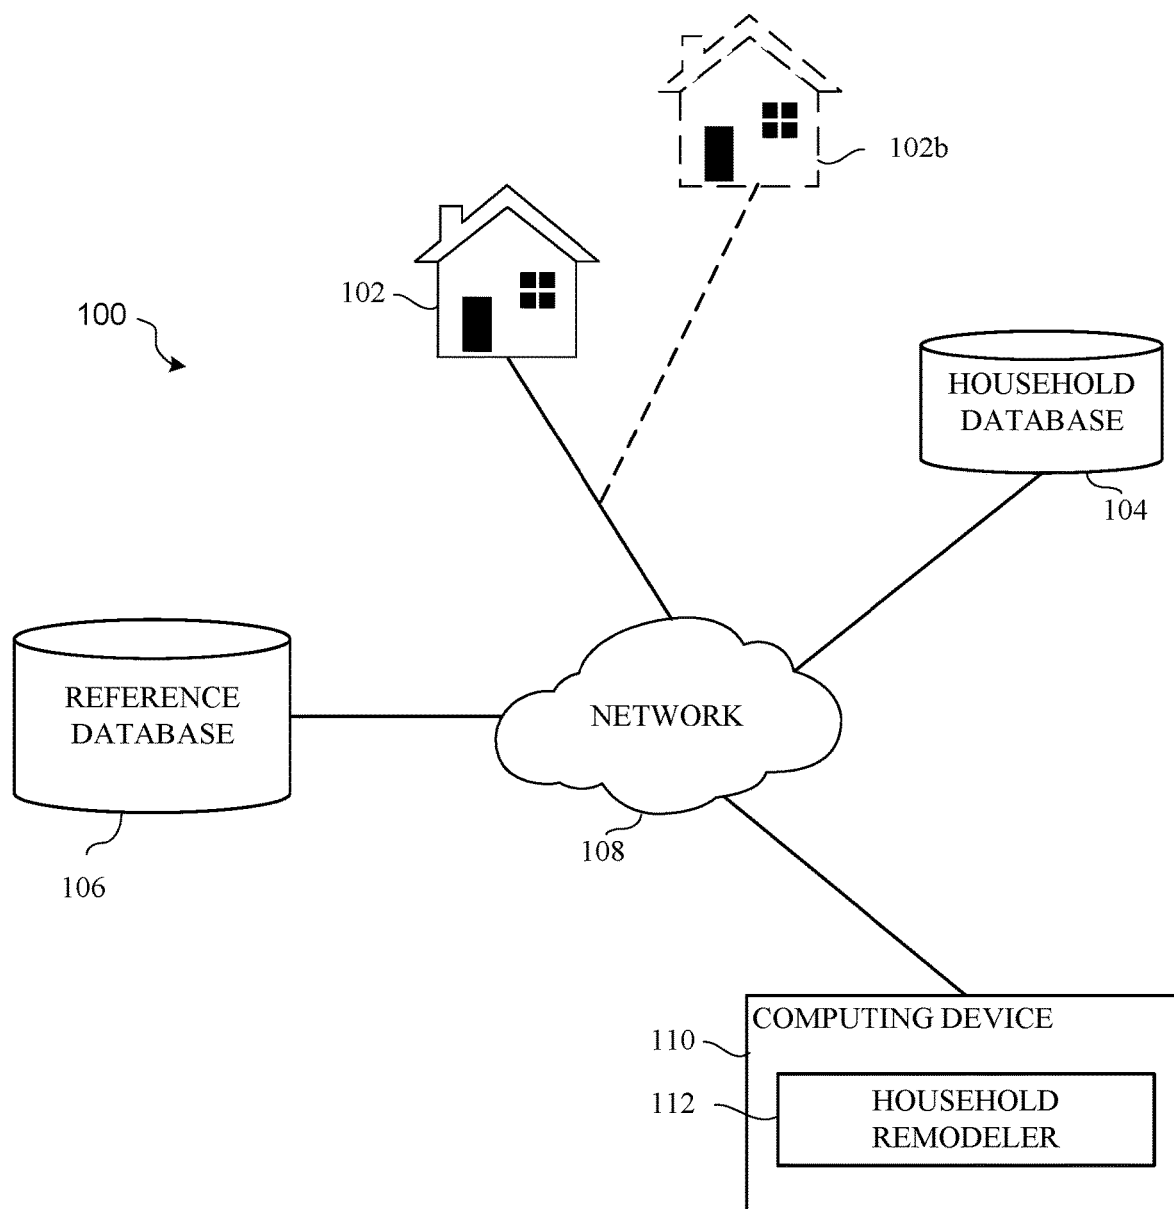 102b
102
100
HOUSEHOLD
DATABASE
104
REFERENCE
DATABASE
NETWORK
108
106
COMPUTING DEVICE
110
112
HOUSEHOLD
REMODELER